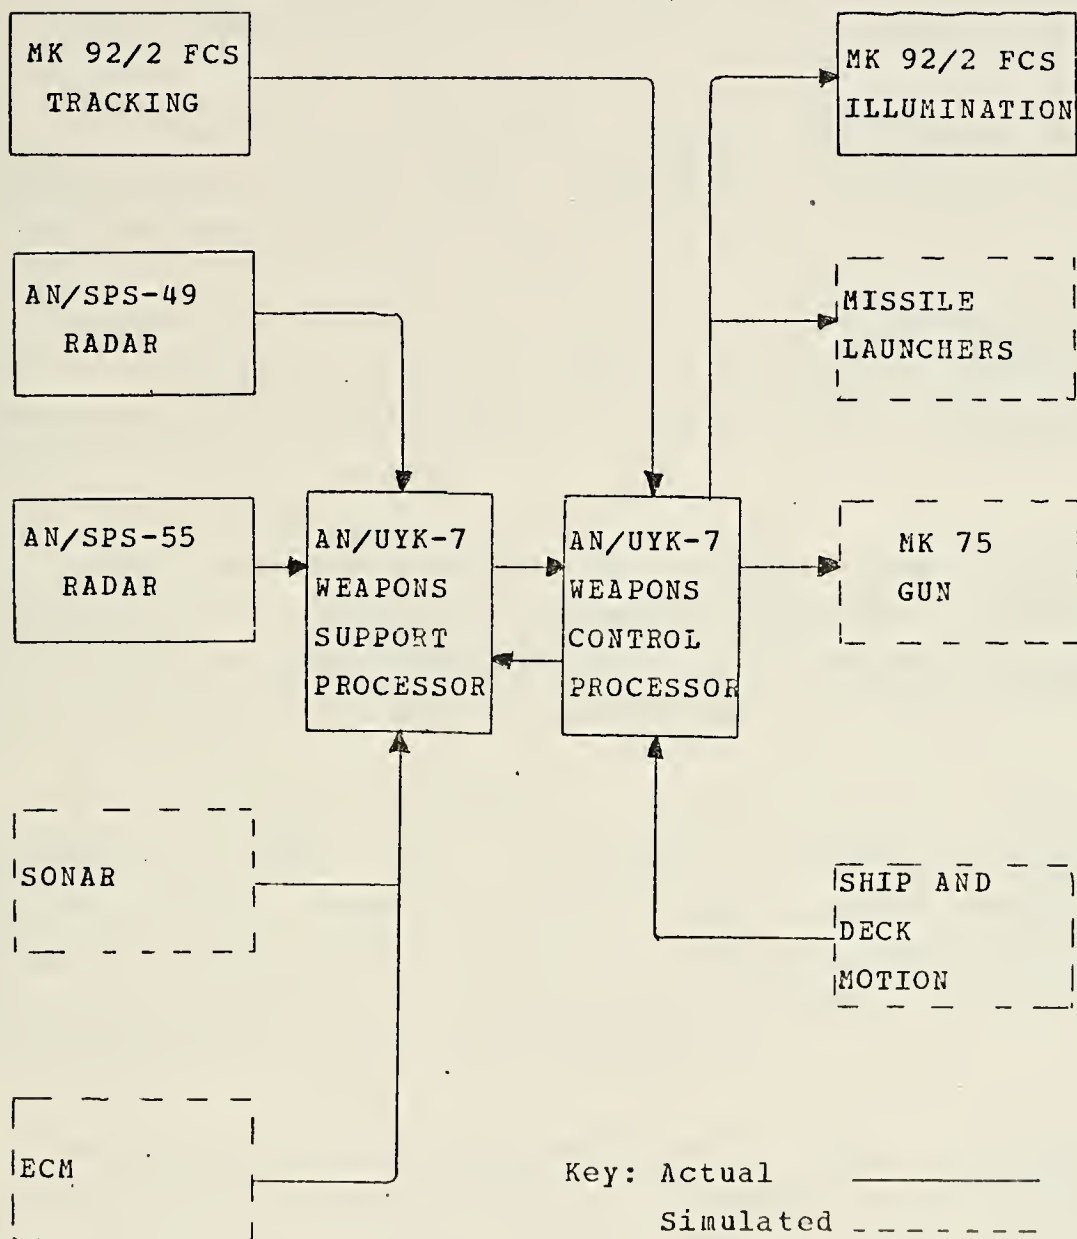 MK 92/2 FCS
TRACKING
MK 92/2 FCS
ILLUMINATION
AN/SPS-49
RADAR
MISSILE
LAUNCHERS
AN/SPS-55
RADAR
AN/UYK-7
WEAPONS
SUPPORT
PROCESSOR
AN/UYK-7
WEAPONS
CONTROL
PROCESSOR
MK 75
GUN
SONAR
SHIP AND
DECK
MOTION
ECM
Key: Actual
Simulated